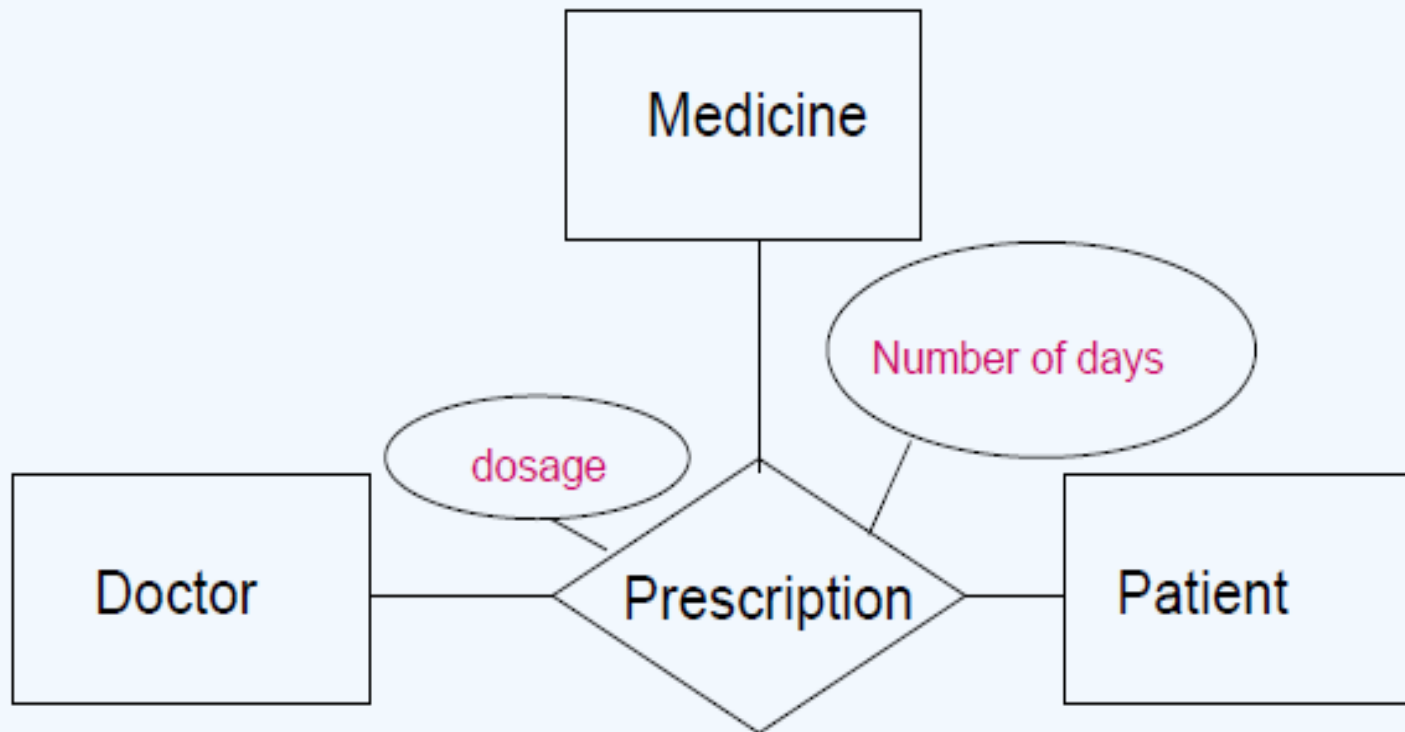 Medicine
Number of days
dosage
Doctor
Prescription
Patient